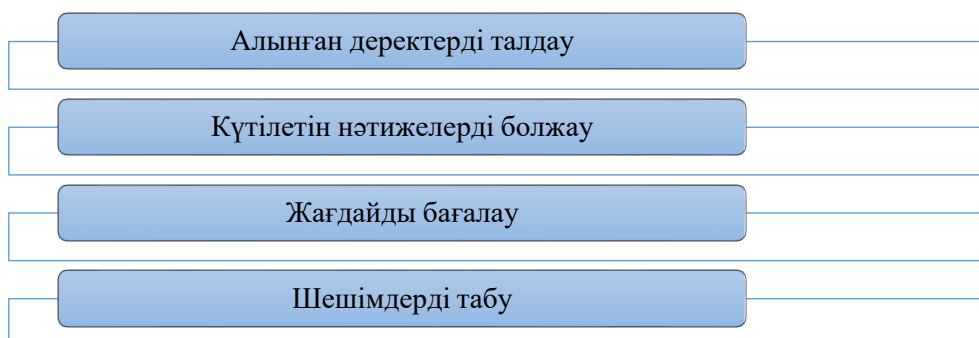 Алынған деректерді талдау
Күтілетін нәтижелерді болжау
Жағдайды бағалау
Шешімдерді табу